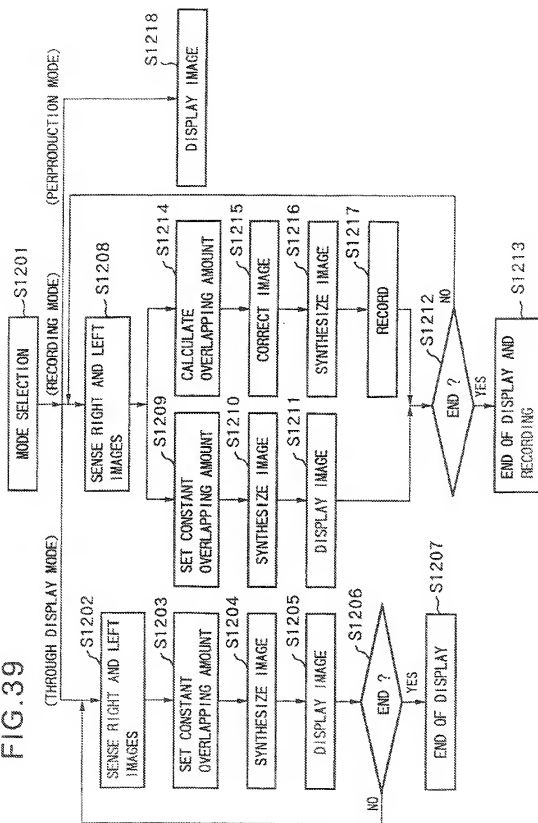 FIG.39
MODE SELECTION
S1201
(THROUGH DISPLAY MODE)
(RECORDING MODE)
(PERPRODUCTION MODE)
SENSE RIGHT AND LEFT
IMAGES
S1202
SET CONSTANT
OVERLAPPING AMOUNT
S1203
SYNTHESIZE IMAGE
S1204
DISPLAY IMAGE
S1205
END ?
S1206
NO
YES
END OF DISPLAY
S1207
SENSE RIGHT AND LEFT
IMAGES
S1208
SET CONSTANT
OVERLAPPING AMOUNT
S1209
SYNTHESIZE IMAGE
S1210
DISPLAY IMAGE
S1211
CALCULATE
OVERLAPPING AMOUNT
S1214
CORRECT IMAGE
S1215
SYNTHESIZE IMAGE
S1216
RECORD
S1217
END ?
S1212
NO
YES
END OF DISPLAY AND
RECORDING
S1213
DISPLAY IMAGE
S1218